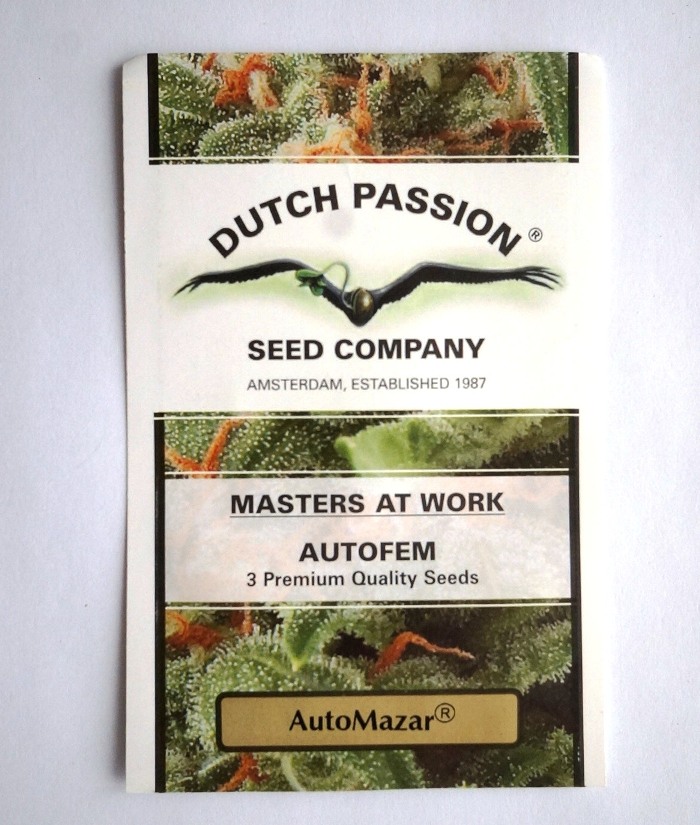 DUTCH PASSION®
SEED COMPANY
AMSTERDAM, ESTABLISHED 1987
MASTERS AT WORK
AUTOFEM
3 Premium Quality Seeds
AutoMazar®